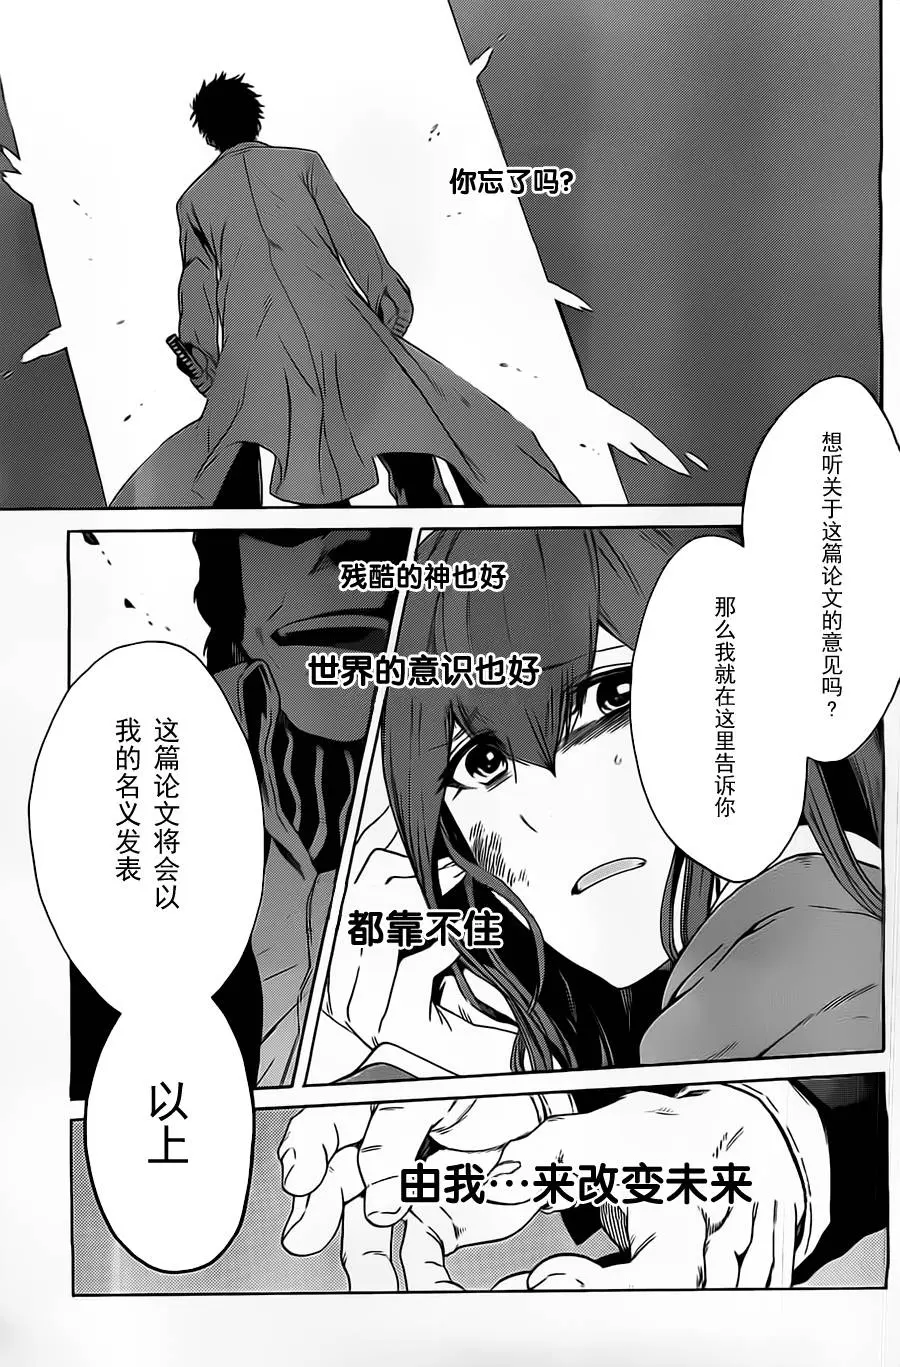 你忘了吗?
想听关于这篇论文的意见吗?
那么我就在这里告诉你
残酷的神也好
世界的意识也好
都靠不住
这篇论文将会以
我的名义发表
以上
由我…来改变未来